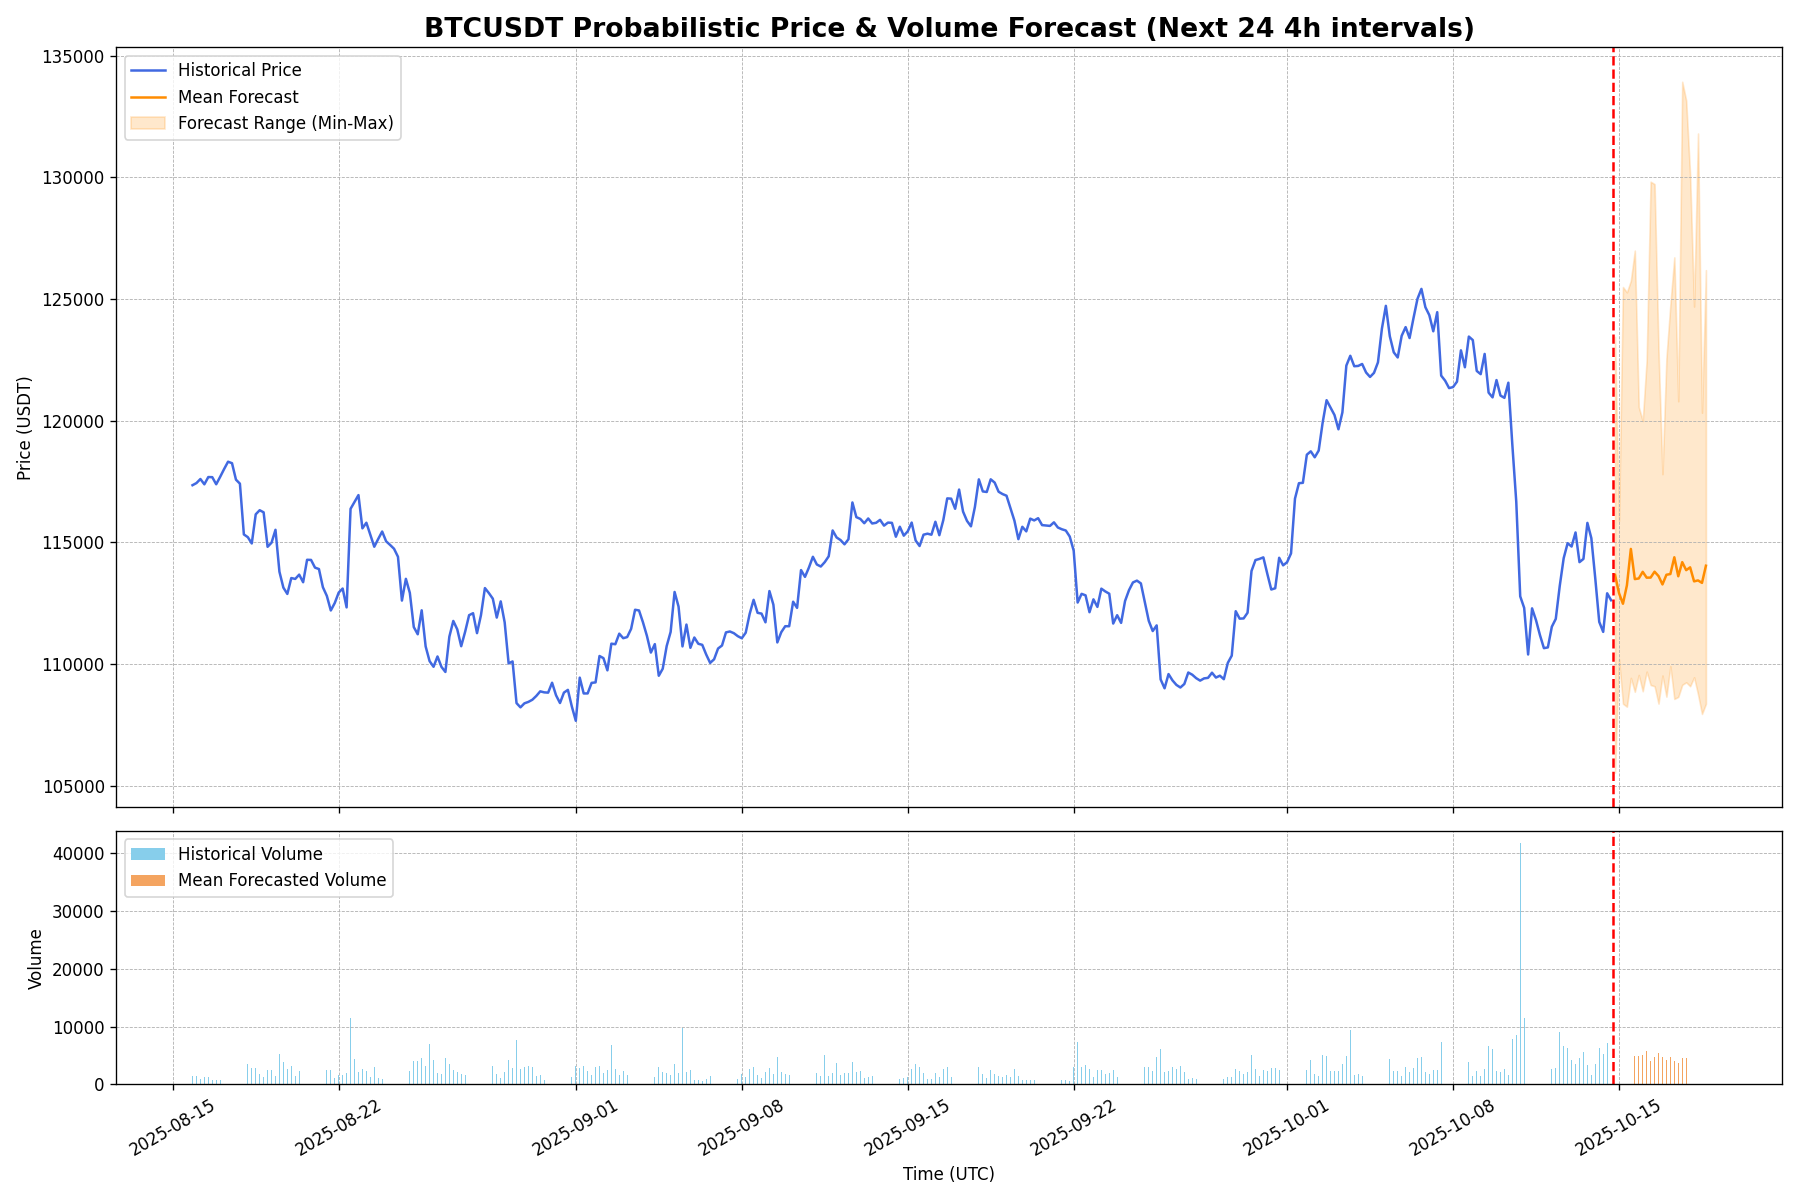 BTCUSDT Probabilistic Price & Volume Forecast (Next 24 4h intervals)
Historical Price
Mean Forecast
Forecast Range (Min-Max)
135000
130000
125000
120000
115000
110000
105000
Price (USDT)
Historical Volume
Mean Forecasted Volume
40000
30000
20000
10000
0
Volume
2025-08-15
2025-08-22
2025-09-01
2025-09-08
2025-09-15
2025-09-22
2025-10-01
2025-10-08
2025-10-15
Time (UTC)